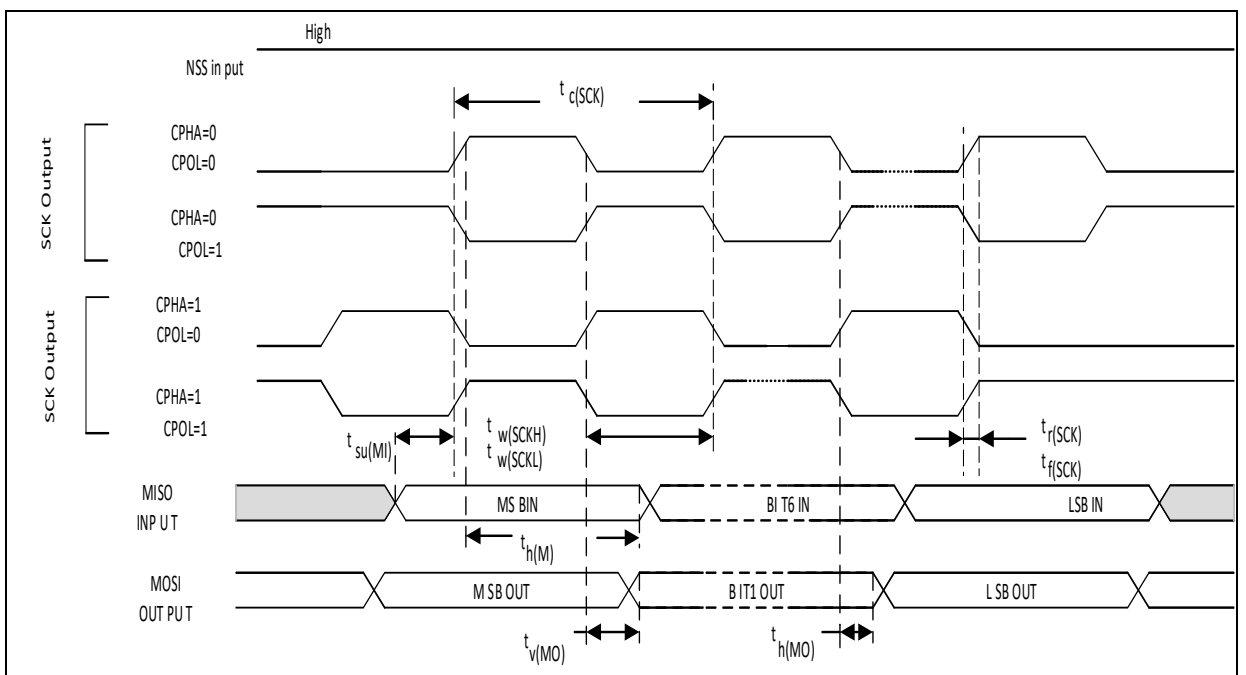 High
NSS in put
t c(SCK)
SCK Output
CPHA=0
CPOL=0
CPHA=0
CPOL=1
SCK Output
CPHA=1
CPOL=0
CPHA=1
CPOL=1
t su(MI)
t w(SCKH)
t w(SCKL)
t r(SCK)
t f(SCK)
MISO
INP U T
MS BIN
BI T6 IN
LSB IN
t h(M)
MOSI
OUT PU T
M SB OUT
B IT1 OUT
L SB OUT
t v(MO)
t h(MO)